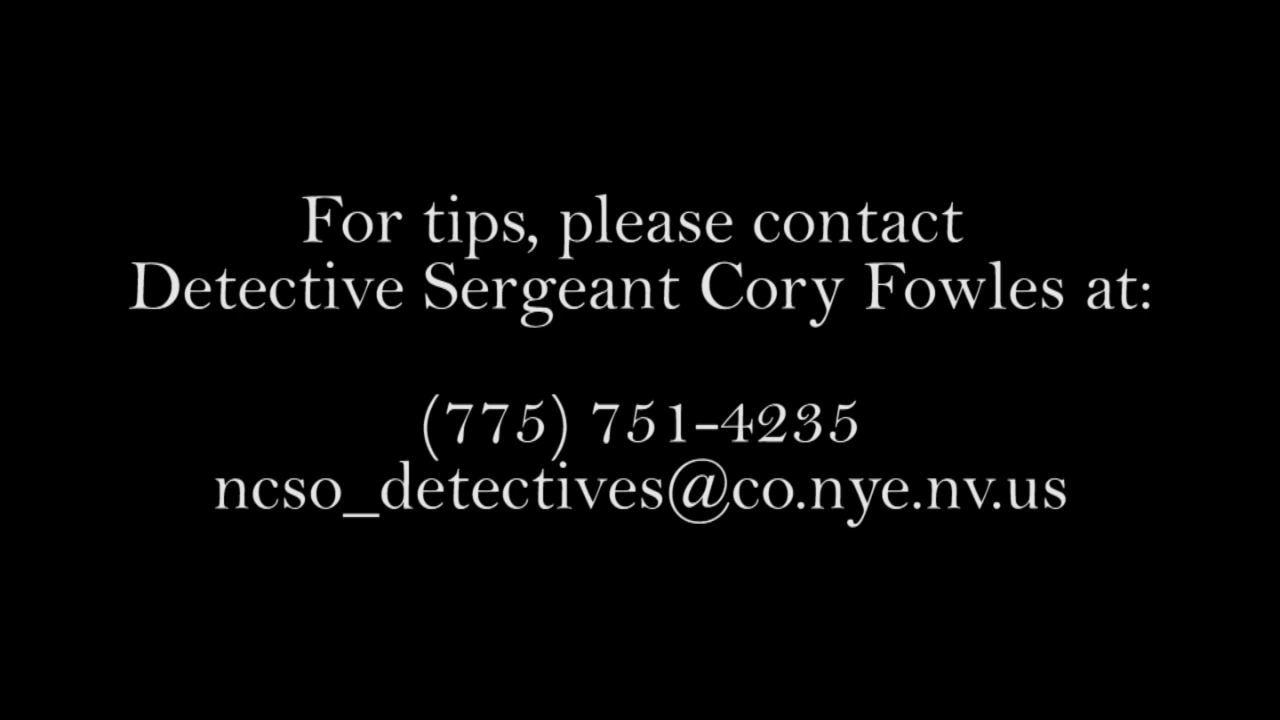 For tips, please contact
Detective Sergeant Cory Fowles at:
(775) 751-4235
ncso_detectives@co.nye.nv.us